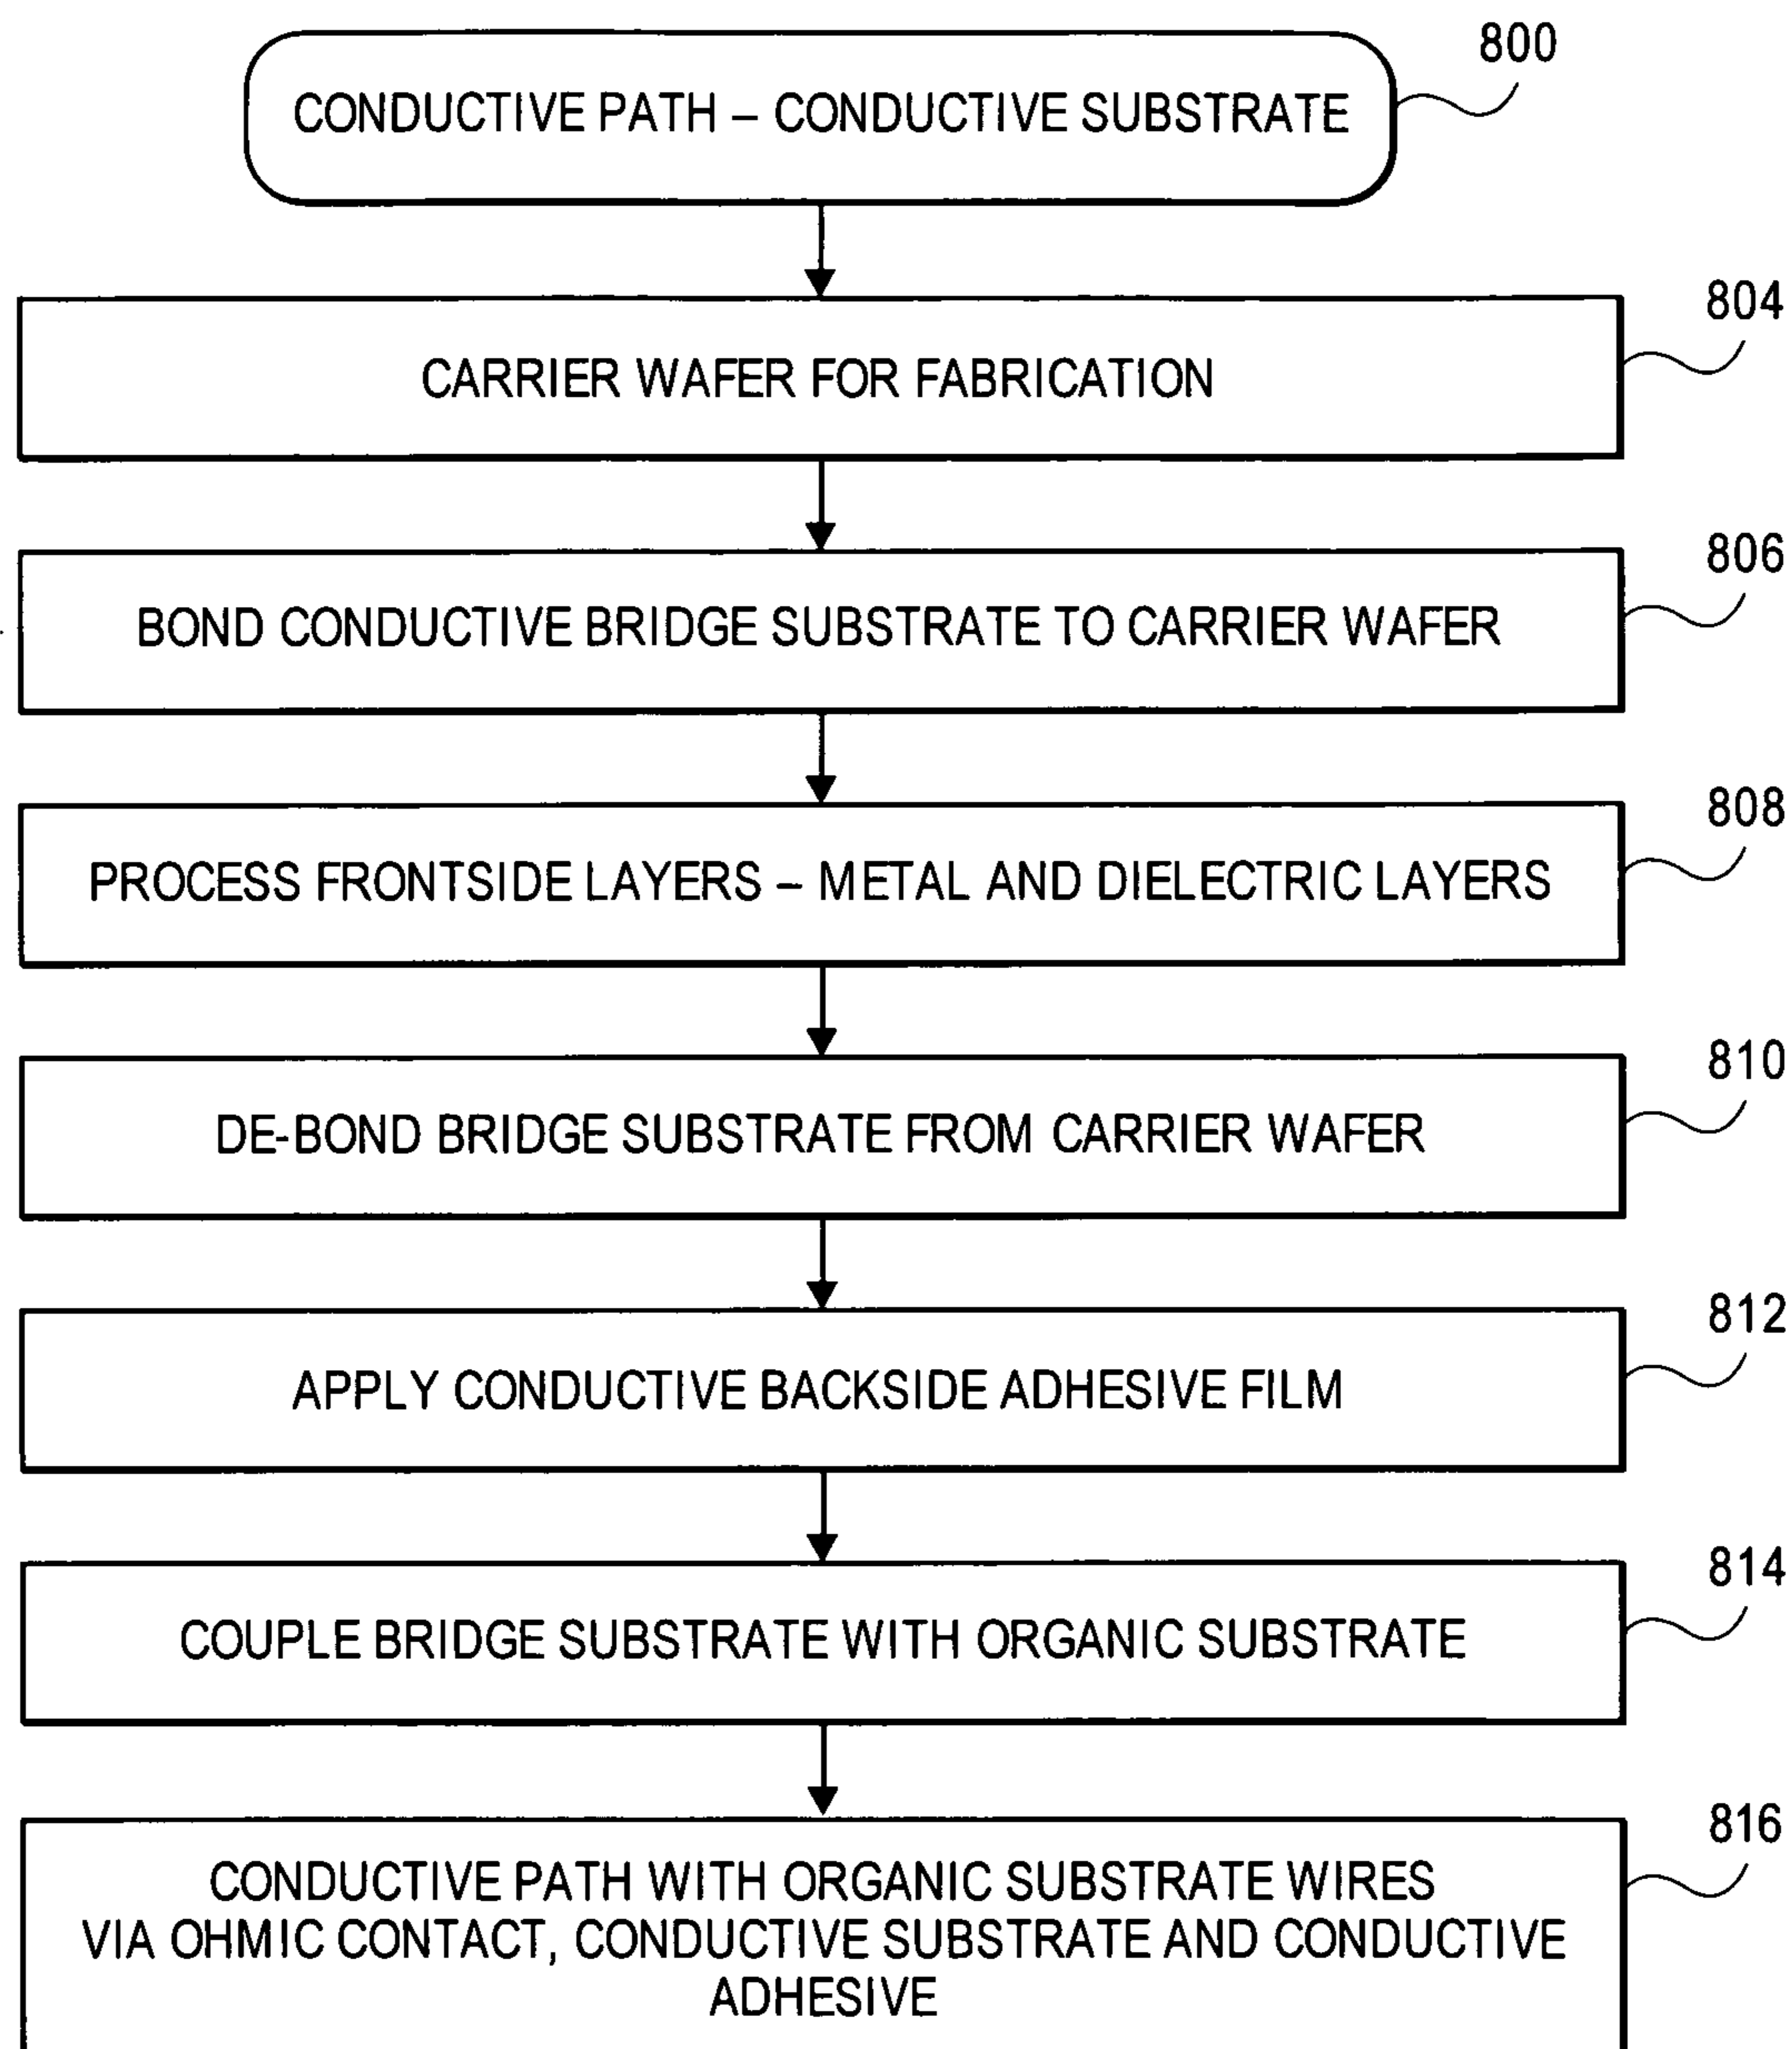 800
CONDUCTIVE PATH – CONDUCTIVE SUBSTRATE
804
CARRIER WAFER FOR FABRICATION
806
BOND CONDUCTIVE BRIDGE SUBSTRATE TO CARRIER WAFER
808
PROCESS FRONTSIDE LAYERS – METAL AND DIELECTRIC LAYERS
810
DE-BOND BRIDGE SUBSTRATE FROM CARRIER WAFER
812
APPLY CONDUCTIVE BACKSIDE ADHESIVE FILM
814
COUPLE BRIDGE SUBSTRATE WITH ORGANIC SUBSTRATE
816
CONDUCTIVE PATH WITH ORGANIC SUBSTRATE WIRES
VIA OHMIC CONTACT, CONDUCTIVE SUBSTRATE AND CONDUCTIVE
ADHESIVE